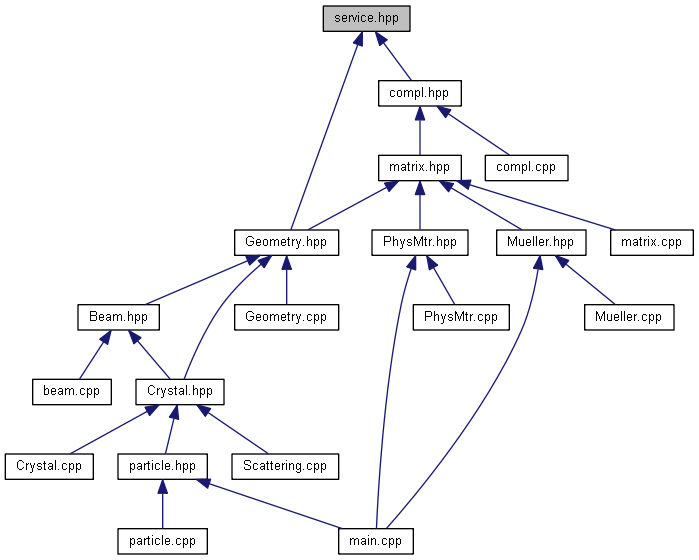 service.hpp
compl.hpp
matrix.hpp
compl.cpp
Geometry.hpp
PhysMtr.hpp
Mueller.hpp
matrix.cpp
Beam.hpp
Geometry.cpp
PhysMtr.cpp
Mueller.cpp
beam.cpp
Crystal.hpp
Crystal.cpp
particle.hpp
Scattering.cpp
particle.cpp
main.cpp